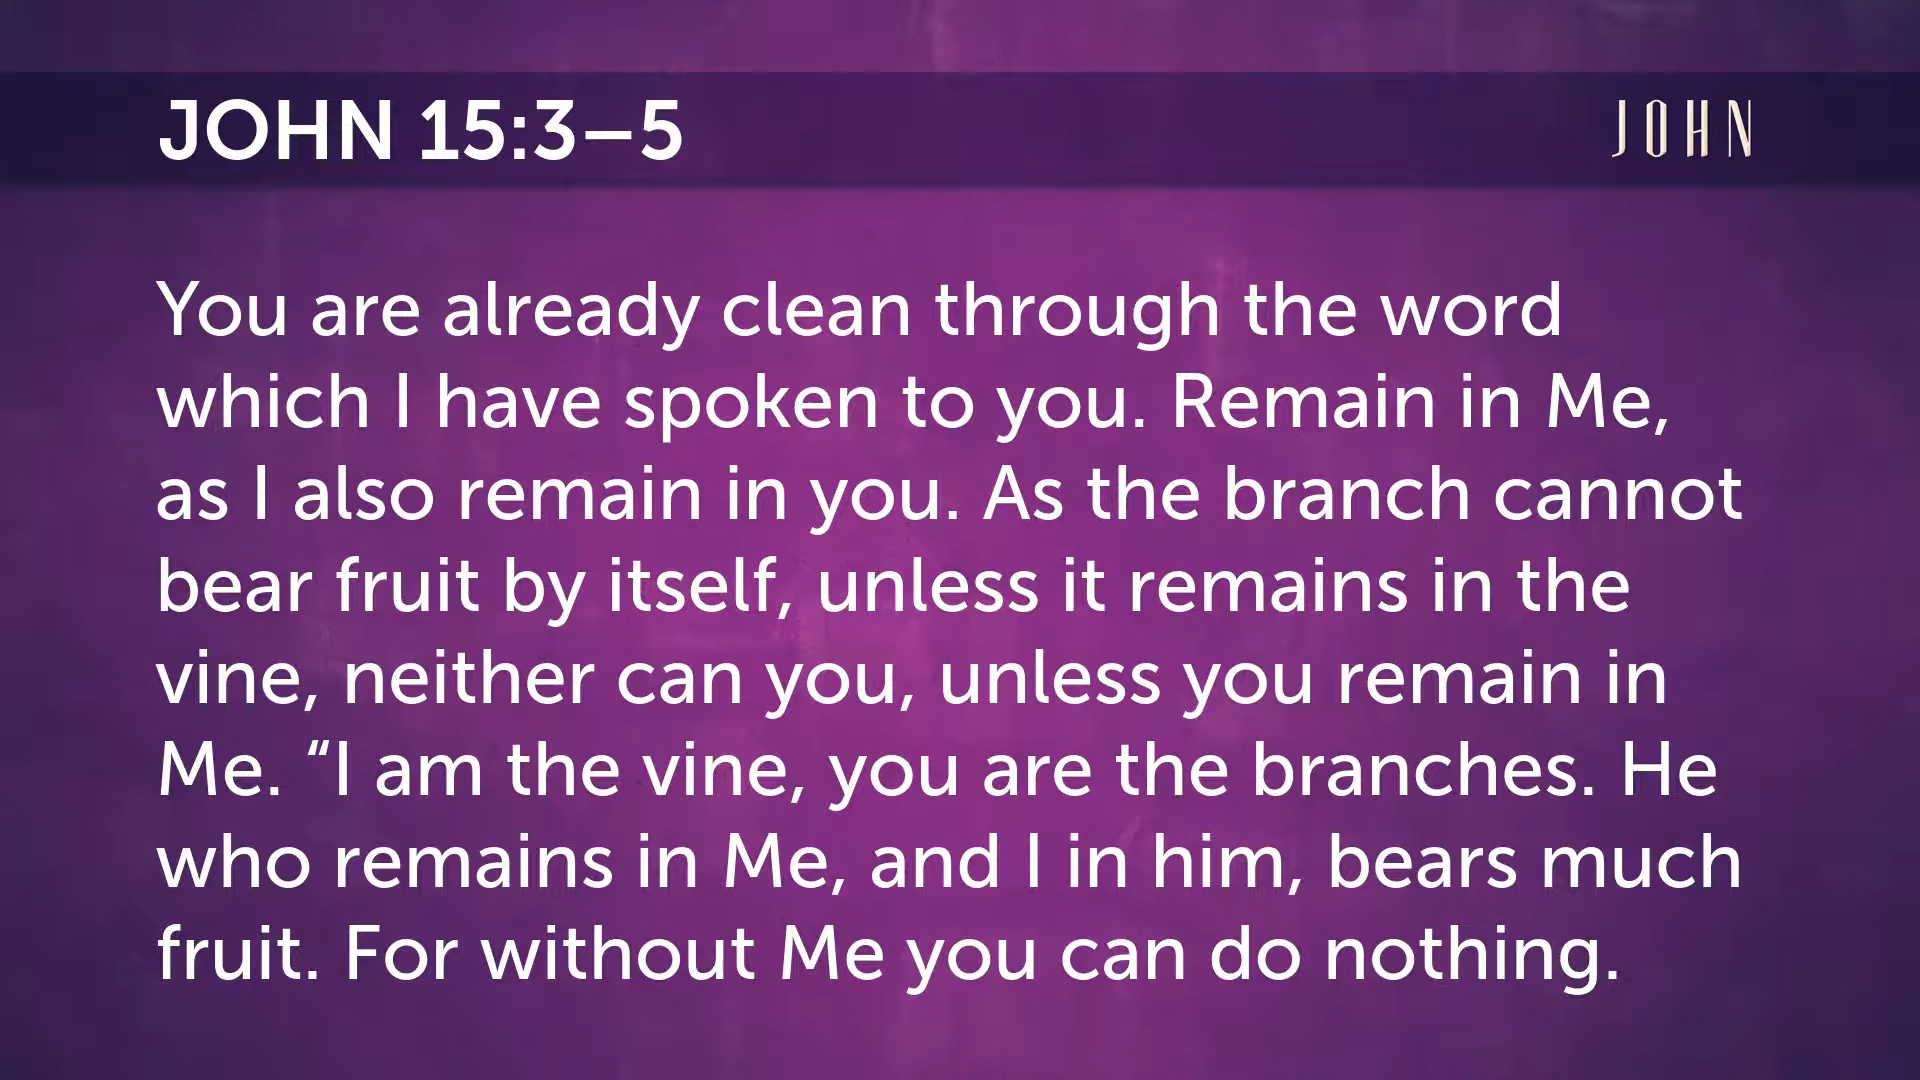 JOHN 15:3–5
JOHN
You are already clean through the word
which I have spoken to you. Remain in Me,
as I also remain in you. As the branch cannot
bear fruit by itself, unless it remains in the
vine, neither can you, unless you remain in
Me. “I am the vine, you are the branches. He
who remains in Me, and I in him, bears much
fruit. For without Me you can do nothing.